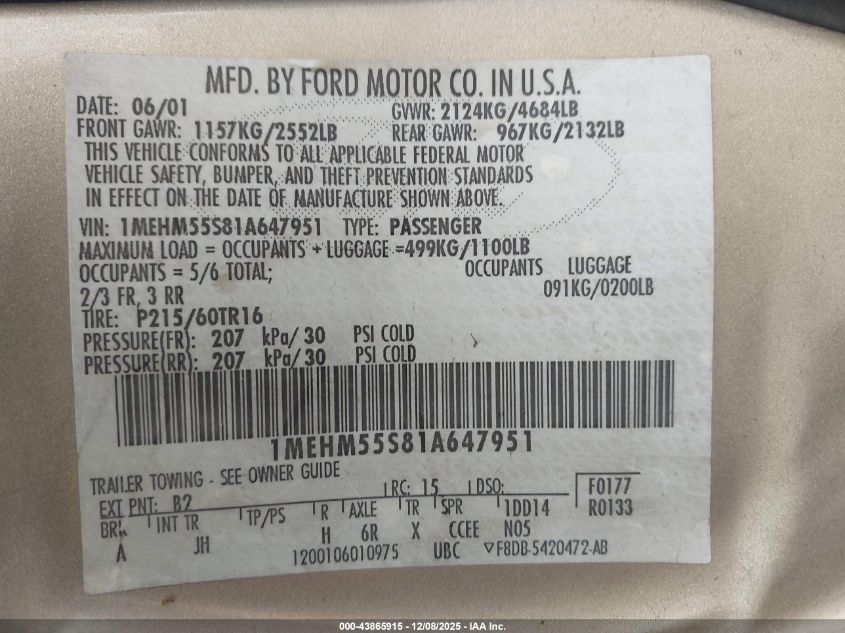 MFD. BY FORD MOTOR CO. IN U.S.A.
DATE: 06/01 GVWR: 2124KG/4684LB
FRONT GAWR: 1157KG/2552LB REAR GAWR: 967KG/2132LB
THIS VEHICLE CONFORMS TO ALL APPLICABLE FEDERAL MOTOR
VEHICLE SAFETY, BUMPER, AND THEFT PREVENTION STANDARDS
IN EFFECT ON THE DATE OF MANUFACTURE SHOWN ABOVE.
VIN: 1MEHM55S81A647951 TYPE: PASSENGER
MAXIMUM LOAD = OCCUPANTS + LUGGAGE =499KG/1100LB
OCCUPANTS = 5/6 TOTAL; OCCUPANTS LUGGAGE
2/3 FR, 3 RR 091KG/0200LB
TIRE: P215/60TR16
PRESSURE(FR): 207 kPa/ 30 PSI COLD
PRESSURE(RR): 207 kPa/ 30 PSI COLD
1MEHM55S81A647951
TRAILER TOWING - SEE OWNER GUIDE
EXT PNT: B2 RC: 15 DSO: F0177
BRK INT TR TP/PS R AXLE TR SPR 1DD14 R0133
A JH H 6R X CCEE N05
1200106010975 UBC ▽F8DB-5420472-AB
000-43865915 - 12/08/2025 - IAA Inc.